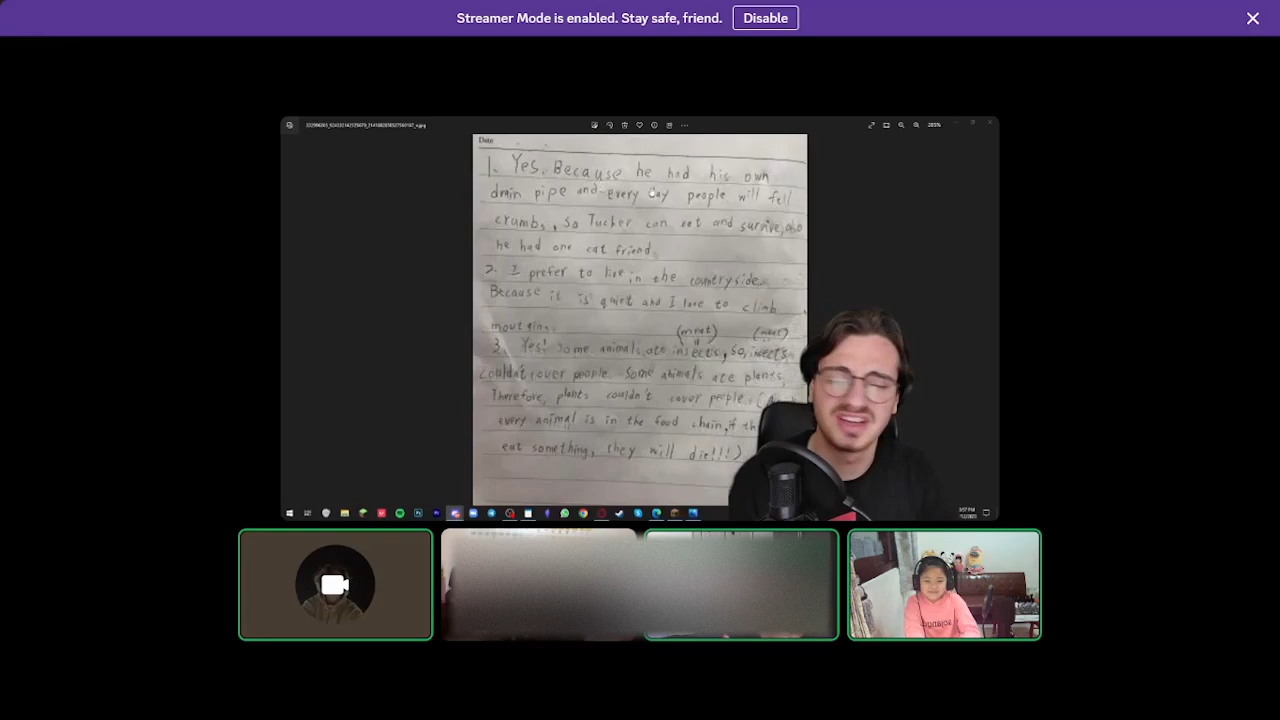 Streamer Mode is enabled. Stay safe, friend. Disable
285%
Date
1. Yes. Because he had his own
drain pipe and every day people will fell
crumbs, so Tucker can eat and survive, also
he had one cat friend.
2. I prefer to live in the countryside.
Because it is quiet and I love to climb
(meat) (meat)
3. Yes! Some animals ate insects, so, insects
couldn't cover people. Some animals ate plants,
Therefore, plants couldn't cover people. (
every animal is in the food chain, if
eat something, they will die!!!)
3:57 PM